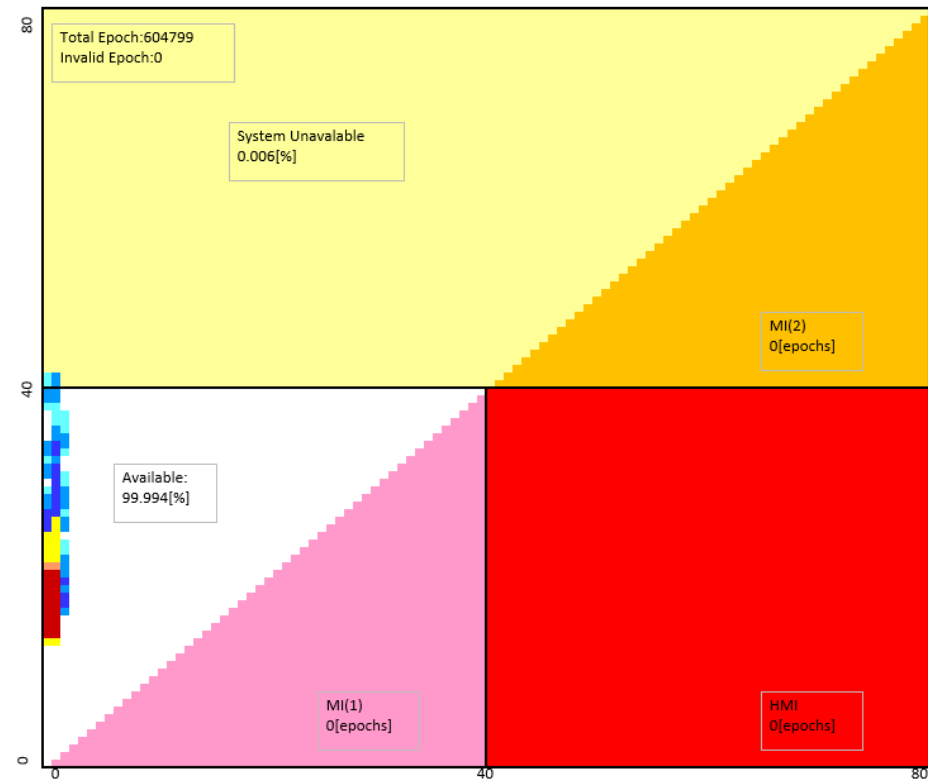 80
Total Epoch:604799
Invalid Epoch:0
System Unavalable
0.006[%]
MI(2)
0[epochs]
40
Available:
99.994[%]
MI(1)
0[epochs]
HMI
0[epochs]
0
0
40
80